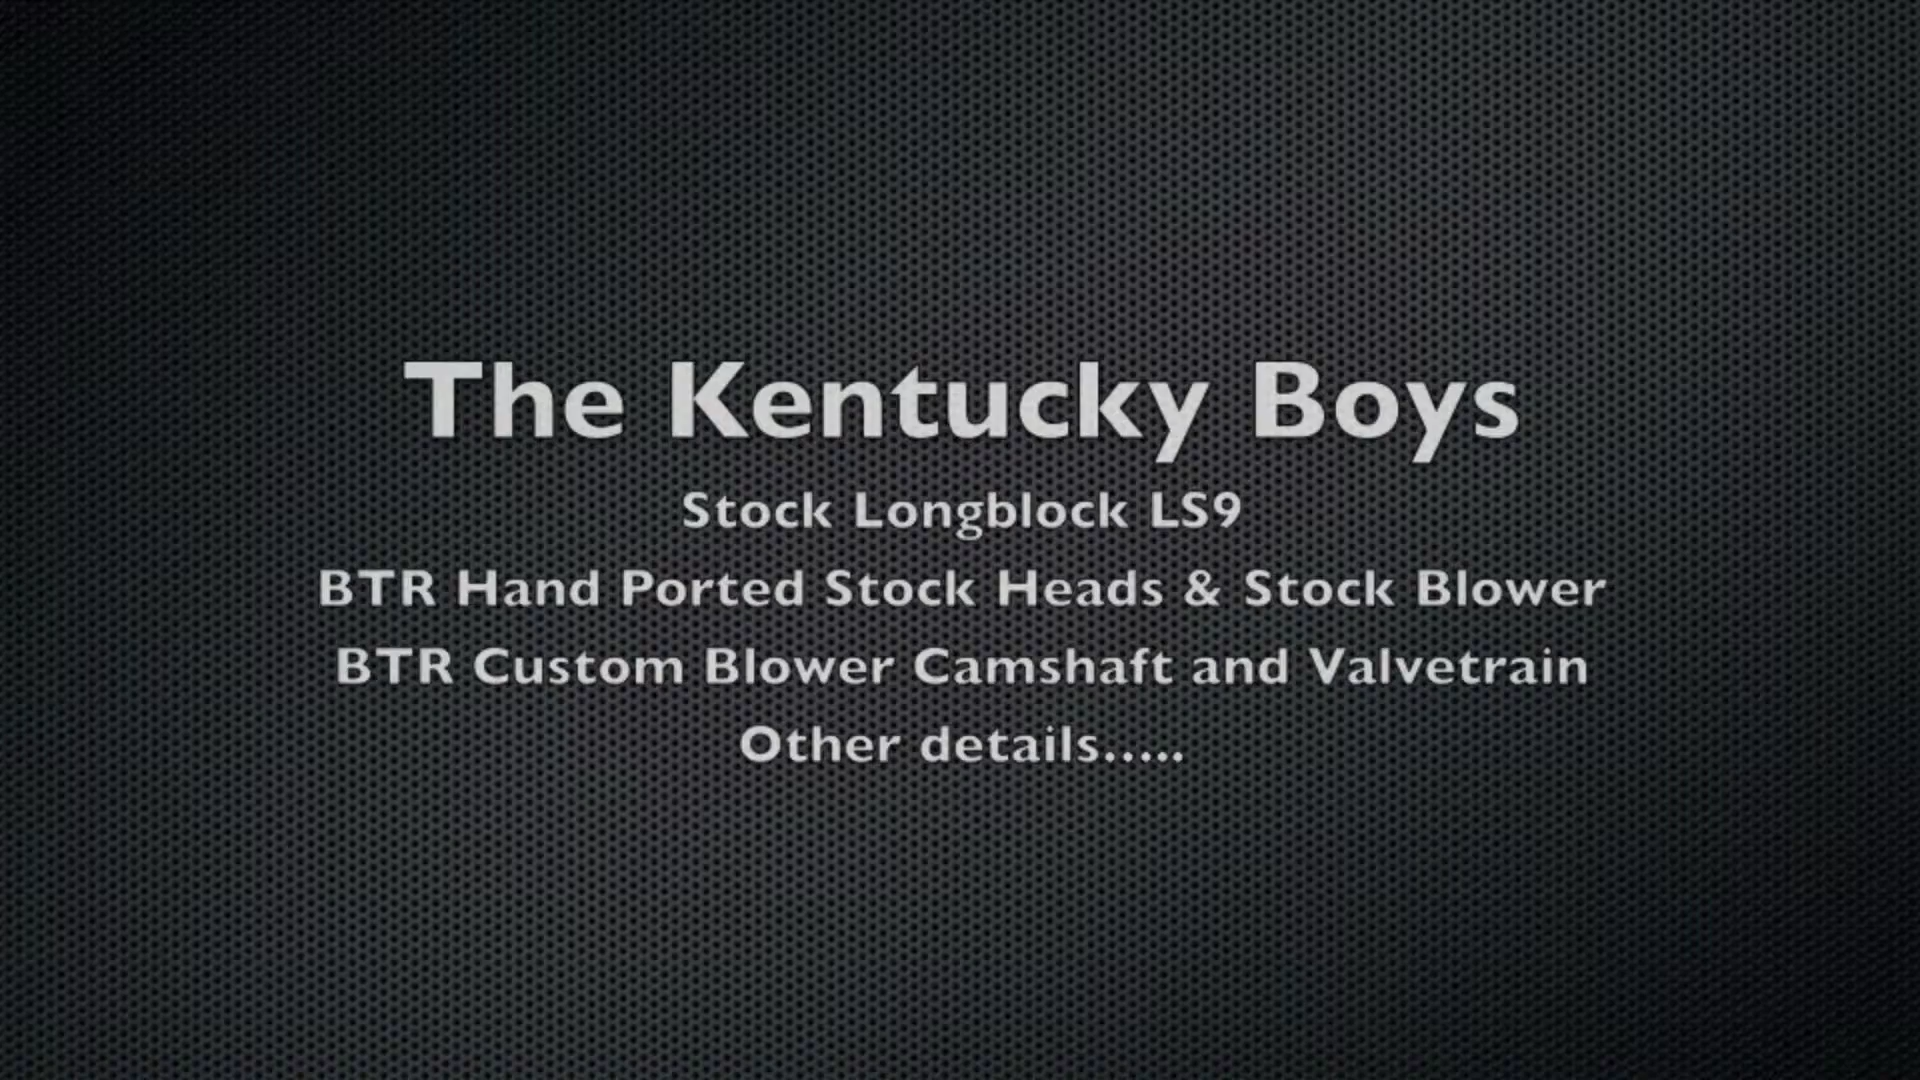 The Kentucky Boys
Stock Longblock LS9
BTR Hand Ported Stock Heads & Stock Blower
BTR Custom Blower Camshaft and Valvetrain
Other details.....